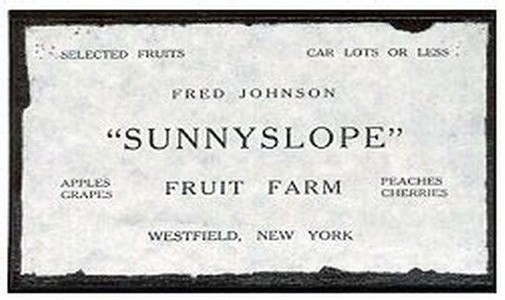 SELECTED FRUITS CAR LOTS OR LESS
FRED JOHNSON
“SUNNYSLOPE”
APPLES FRUIT FARM PEACHES
GRAPES CHERRIES
WESTFIELD, NEW YORK